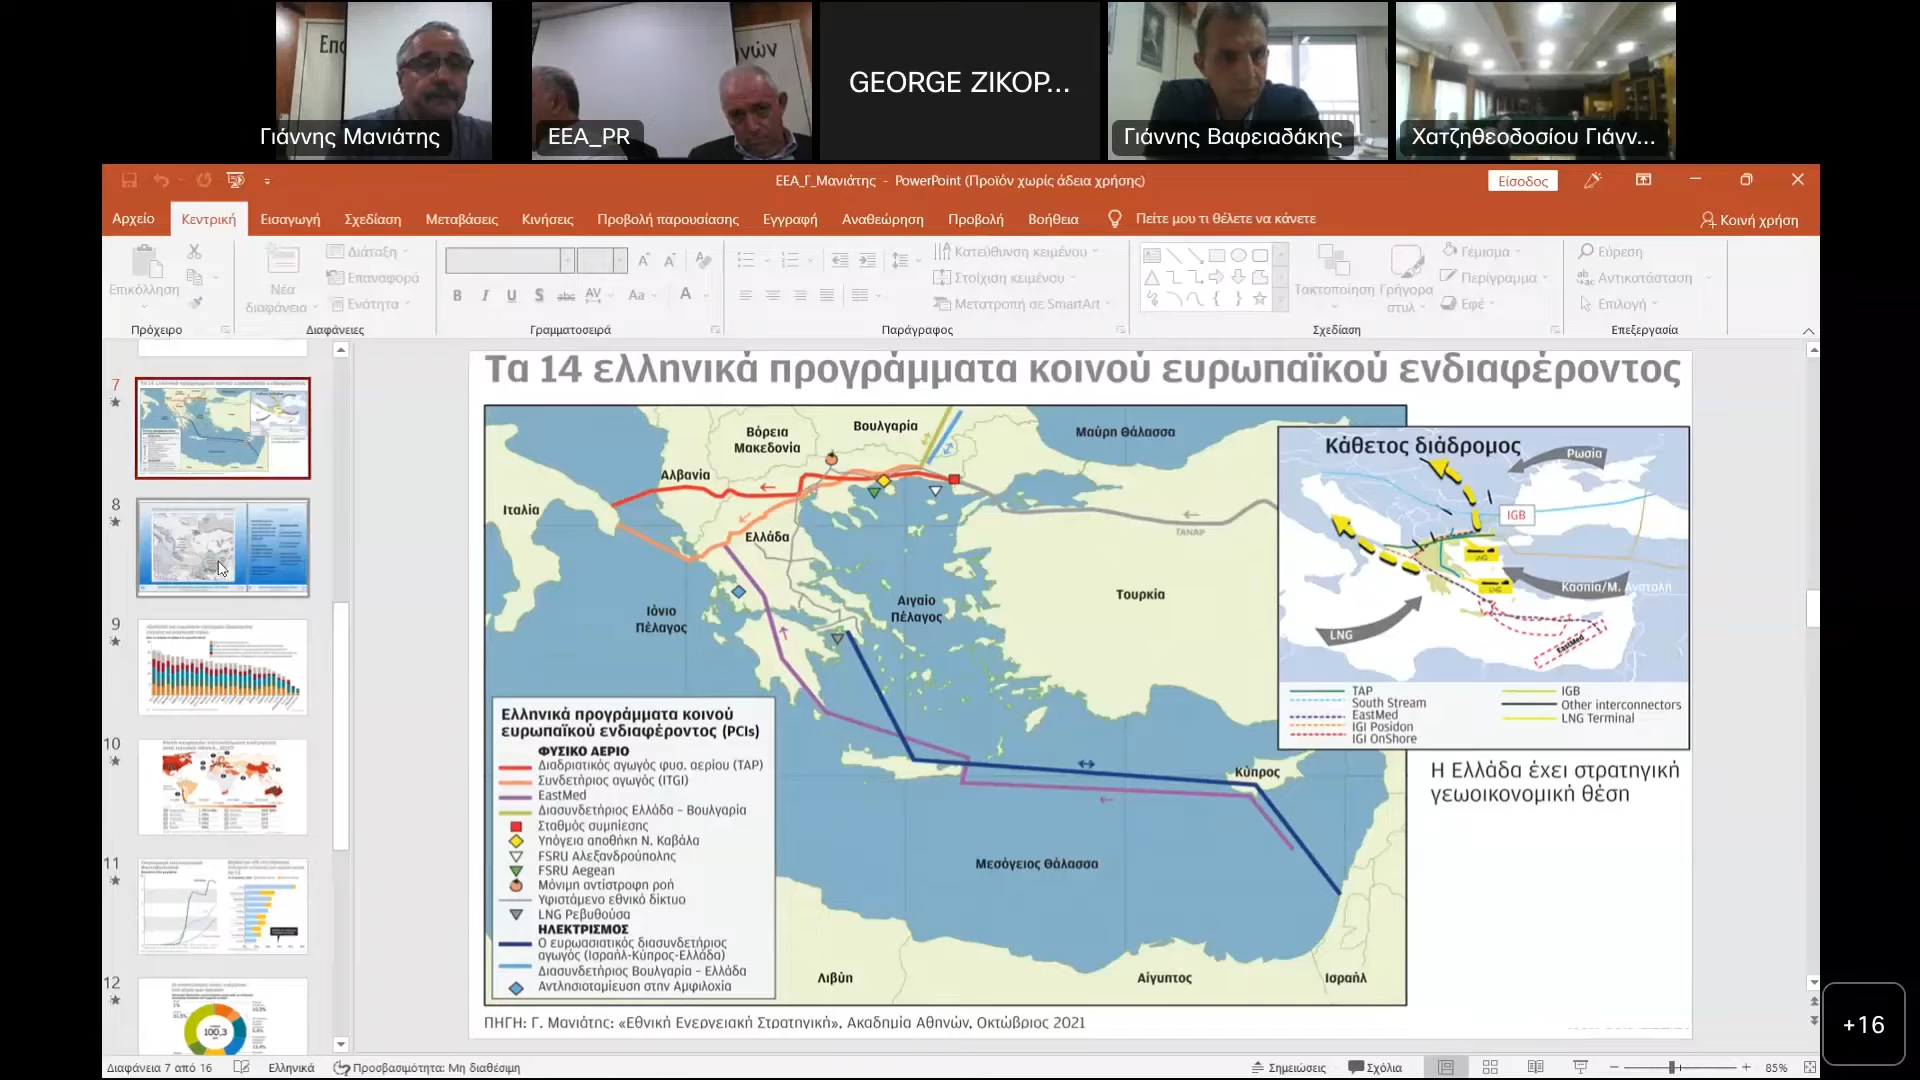 Επα
νών
Γιάννης Μανιάτης
EEA_PR
GEORGE ZIKOP...
Γιάννης Βαφειαδάκης
Χατζηθεοδοσίου Γιάνν...
EEA_Γ_Μανιάτης - PowerPoint (Προϊόν χωρίς άδεια χρήσης)
Είσοδος
Αρχείο
Κεντρική
Εισαγωγή
Σχεδίαση
Μεταβάσεις
Κινήσεις
Προβολή παρουσίασης
Εγγραφή
Αναθεώρηση
Προβολή
Βοήθεια
Πείτε μου τι θέλετε να κάνετε
Κοινή χρήση
Επικόλληση
Νέα
διαφάνεια
Διάταξη
Επαναφορά
Ενότητα
B I U S abc AV Aa A
Κατεύθυνση κειμένου
Στοίχιση κειμένου
Μετατροπή σε SmartArt
Τακτοποίηση
Γρήγορα
στυλ
Γέμισμα
Περίγραμμα
Εφέ
Εύρεση
Αντικατάσταση
Επιλογή
Πρόχειρο
Διαφάνειες
Γραμματοσειρά
Παράγραφος
Σχεδίαση
Επεξεργασία
7
8
9
10
11
12
100,3
Τα 14 ελληνικά προγράμματα κοινού ευρωπαϊκού ενδιαφέροντος
Βόρεια
Μακεδονία
Βουλγαρία
Μαύρη Θάλασσα
Αλβανία
Ιταλία
Ελλάδα
TANAP
Ιόνιο
Πέλαγος
Αιγαίο
Πέλαγος
Τουρκία
Κύπρος
Μεσόγειος Θάλασσα
Λιβύη
Αίγυπτος
Ισραήλ
Ελληνικά προγράμματα κοινού
ευρωπαϊκού ενδιαφέροντος (PCIs)
ΦΥΣΙΚΟ ΑΕΡΙΟ
Διαδριατικός αγωγός φυσ. αερίου (TAP)
Συνδετήριος αγωγός (ITGI)
EastMed
Διασυνδετήριος Ελλάδα – Βουλγαρία
Σταθμός συμπίεσης
Υπόγεια αποθήκη Ν. Καβάλα
FSRU Αλεξανδρούπολης
FSRU Aegean
Μόνιμη αντίστροφη ροή
Υφιστάμενο εθνικό δίκτυο
LNG Ρεβυθούσα
ΗΛΕΚΤΡΙΣΜΟΣ
Ο ευρωασιατικός διασυνδετήριος
αγωγός (Ισραήλ-Κύπρος-Ελλάδα)
Διασυνδετήριος Βουλγαρία – Ελλάδα
Αντλησιοταμίευση στην Αμφιλοχία
Κάθετος διάδρομος
Ρωσία
IGB
LNG
LNG
Κασπία/Μ. Ανατολή
LNG
EastMed
TAP
South Stream
EastMed
IGI Posidon
IGI OnShore
IGB
Other interconnectors
LNG Terminal
Η Ελλάδα έχει στρατηγική
γεωοικονομική θέση
ΠΗΓΗ: Γ. Μανιάτης: «Εθνική Ενεργειακή Στρατηγική», Ακαδημία Αθηνών, Οκτώβριος 2021
+16
Διαφάνεια 7 από 16
Ελληνικά
Προσβασιμότητα: Μη διαθέσιμη
Σημειώσεις
Σχόλια
85%